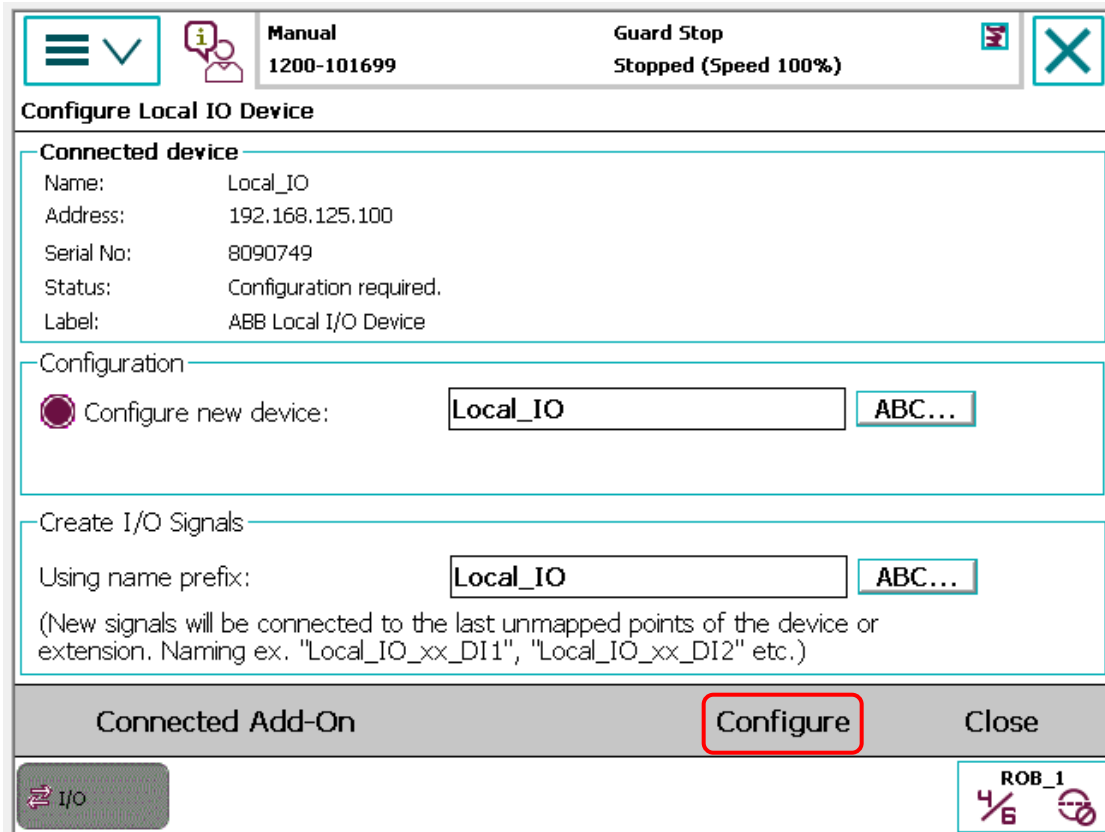 Manual
Guard Stop
1200-101699
Stopped (Speed 100%)
Configure Local IO Device
Connected device
Name: Local_IO
Address: 192.168.125.100
Serial No: 8090749
Status: Configuration required.
Label: ABB Local I/O Device
Configuration
Configure new device: Local_IO ABC...
Create I/O Signals
Using name prefix: Local_IO ABC...
(New signals will be connected to the last unmapped points of the device or
extension. Naming ex. "Local_IO_xx_DI1", "Local_IO_xx_DI2" etc.)
Connected Add-On Configure Close
I/O
ROB_1
4/6